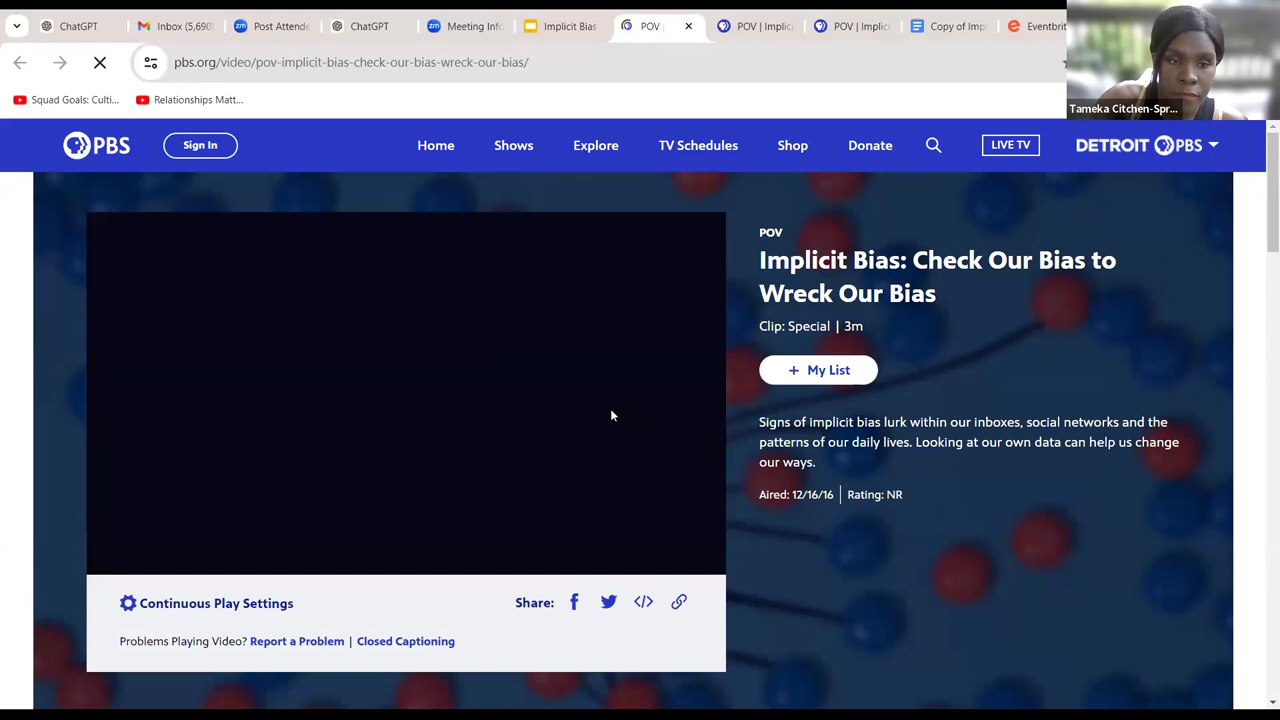 ChatGPT
Inbox (5,690
Post Attende
ChatGPT
Meeting Info
Implicit Bias
POV
POV | Implic
POV | Implic
Copy of Impl
Eventbri
pbs.org/video/pov-implicit-bias-check-our-bias-wreck-our-bias/
Squad Goals: Culti...
Relationships Matt...
Tameka Citchen-Spr...
PBS
Sign In
Home
Shows
Explore
TV Schedules
Shop
Donate
LIVE TV
DETROIT PBS
POV
Implicit Bias: Check Our Bias to
Wreck Our Bias
Clip: Special | 3m
+ My List
Signs of implicit bias lurk within our inboxes, social networks and the
patterns of our daily lives. Looking at our own data can help us change
our ways.
Aired: 12/16/16 | Rating: NR
Continuous Play Settings
Share:
Problems Playing Video? Report a Problem | Closed Captioning